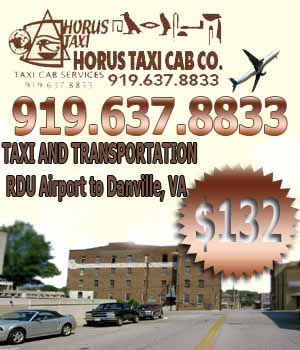 HORUS
TAXI
TAXI CAB SERVICES
919.637.8833
HORUS TAXI CAB CO.
919.637.8833
919.637.8833
TAXI AND TRANSPORTATION
RDU Airport to Danville, VA
$132